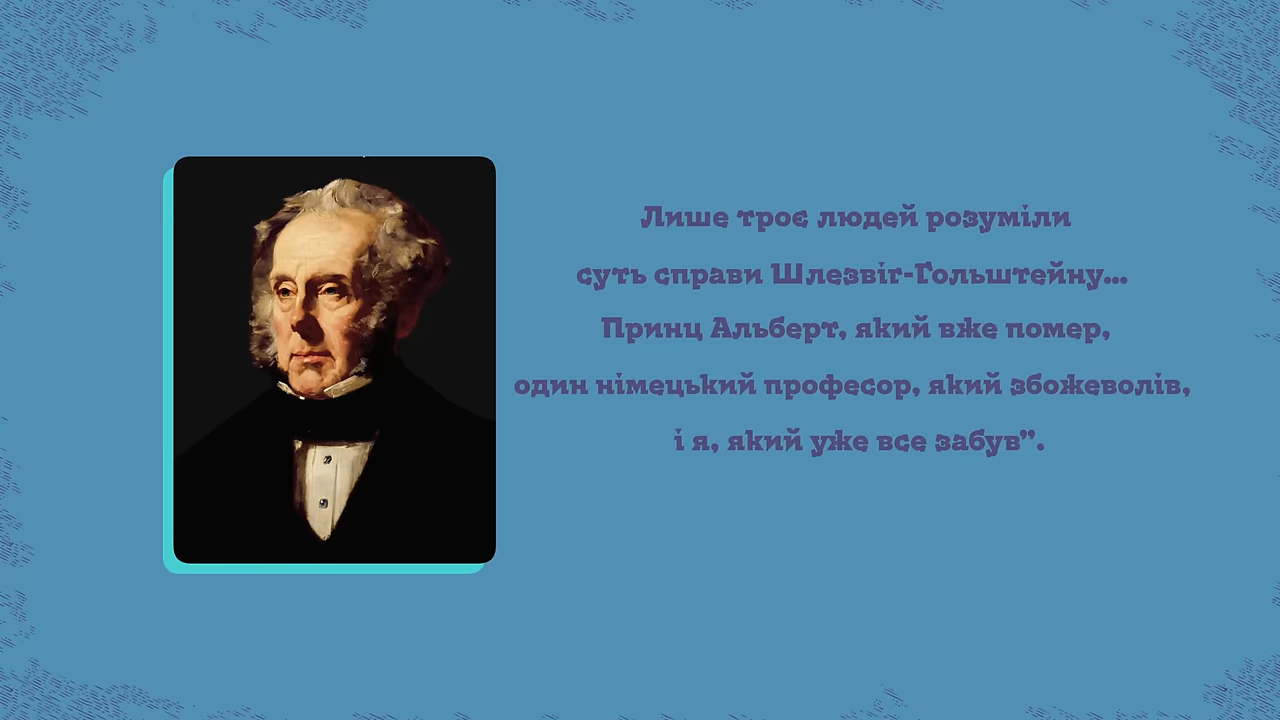 Лише троє людей розуміли
суть справи Шлезвіг-Гольштейну...
Принц Альберт, який вже помер,
один німецький професор, який збожеволів,
і я, який уже все забув”.